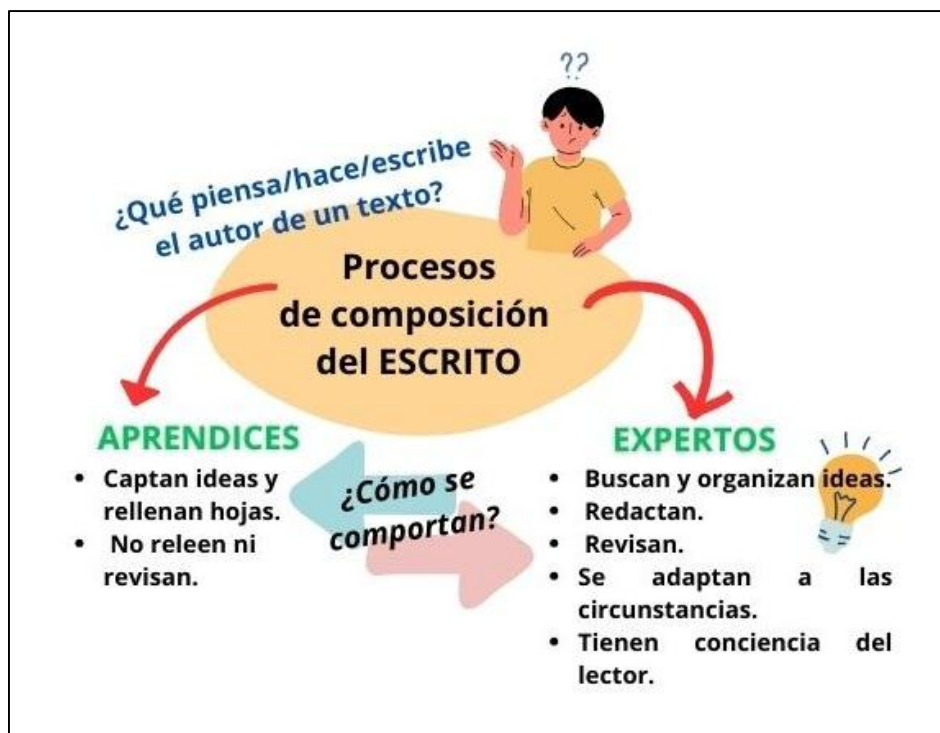 ??
¿Qué piensa/hace/escribe
el autor de un texto?
Procesos
de composición
del ESCRITO
APRENDICES
• Captan ideas y
rellenan hojas.
• No releen ni
revisan.
¿Cómo se
comportan?
EXPERTOS
• Buscan y organizan ideas.
• Redactan.
• Revisan.
• Se adaptan a las
circunstancias.
• Tienen conciencia del
lector.